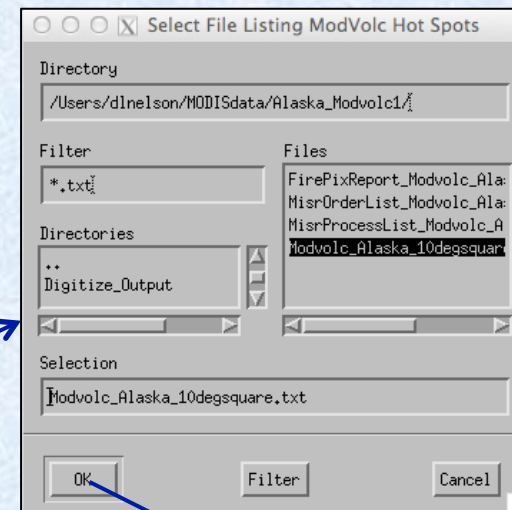 Select File Listing ModVolc Hot Spots
Directory
/Users/dlnelson/MODISdata/Alaska_Modvolc1/
Filter
*.txt
Files
FirePixReport_Modvolc_Ala
MisrOrderList_Modvolc_Ala
MisrProcessList_Modvolc_A
Modvolc_Alaska_10degsquar
Directories
..
Digitize_Output
Selection
Modvolc_Alaska_10degsquare.txt
OK
Filter
Cancel